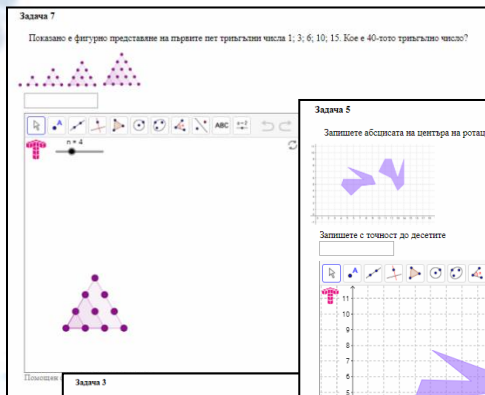 Задача 7
Показано е фигурно представяне на първите пет триъгълни числа 1; 3; 6; 10; 15. Кое е 40-тото триъгълно число?
ABC
n = 4
Помощен
Задача 3
Задача 5
Запишете абсцисата на центъра на ротац
Запишете с точност до десетите
11
10
9
8
7
6
5